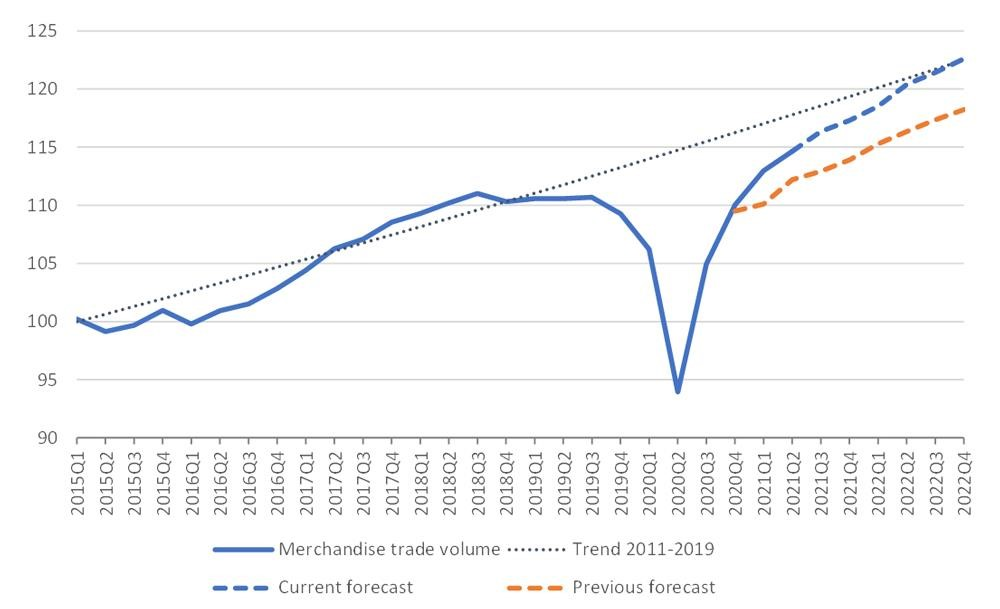 125
120
115
110
105
100
95
90
2015Q1
2015Q2
2015Q3
2015Q4
2016Q1
2016Q2
2016Q3
2016Q4
2017Q1
2017Q2
2017Q3
2017Q4
2018Q1
2018Q2
2018Q3
2018Q4
2019Q1
2019Q2
2019Q3
2019Q4
2020Q1
2020Q2
2020Q3
2020Q4
2021Q1
2021Q2
2021Q3
2021Q4
2022Q1
2022Q2
2022Q3
2022Q4
Merchandise trade volume
Trend 2011-2019
Current forecast
Previous forecast